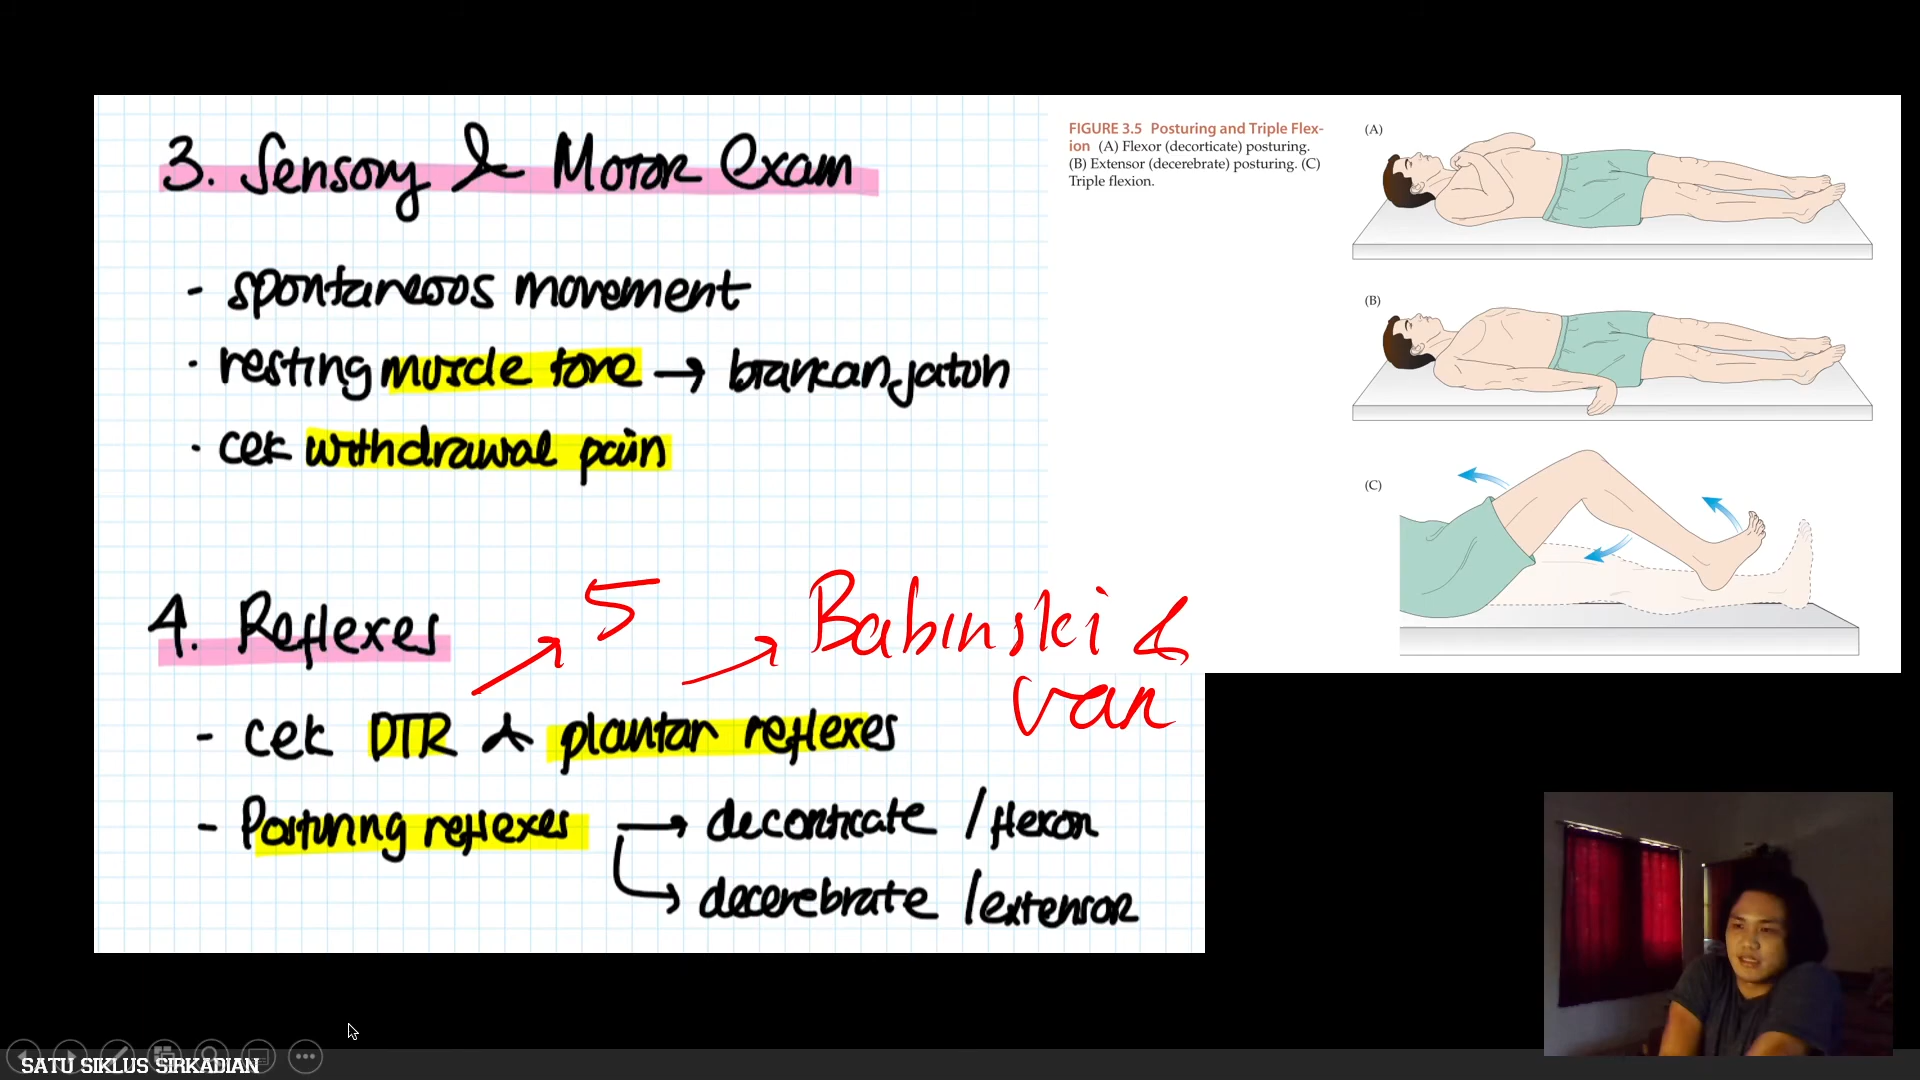 3. Sensory & Motor Exam
- spontaneous movement
- resting muscle tone → biarkan jatuh
- cek withdrawal pain
4. Reflexes
5
Babinski &
van
- cek DTR & plantar reflexes
- Posturing reflexes → decorticate / flexor
→ decerebrate / extensor
FIGURE 3.5 Posturing and Triple Flex-
ion (A) Flexor (decorticate) posturing.
(B) Extensor (decerebrate) posturing. (C)
Triple flexion.
(A)
(B)
(C)
SATU SIKLUS SIRKADIAN